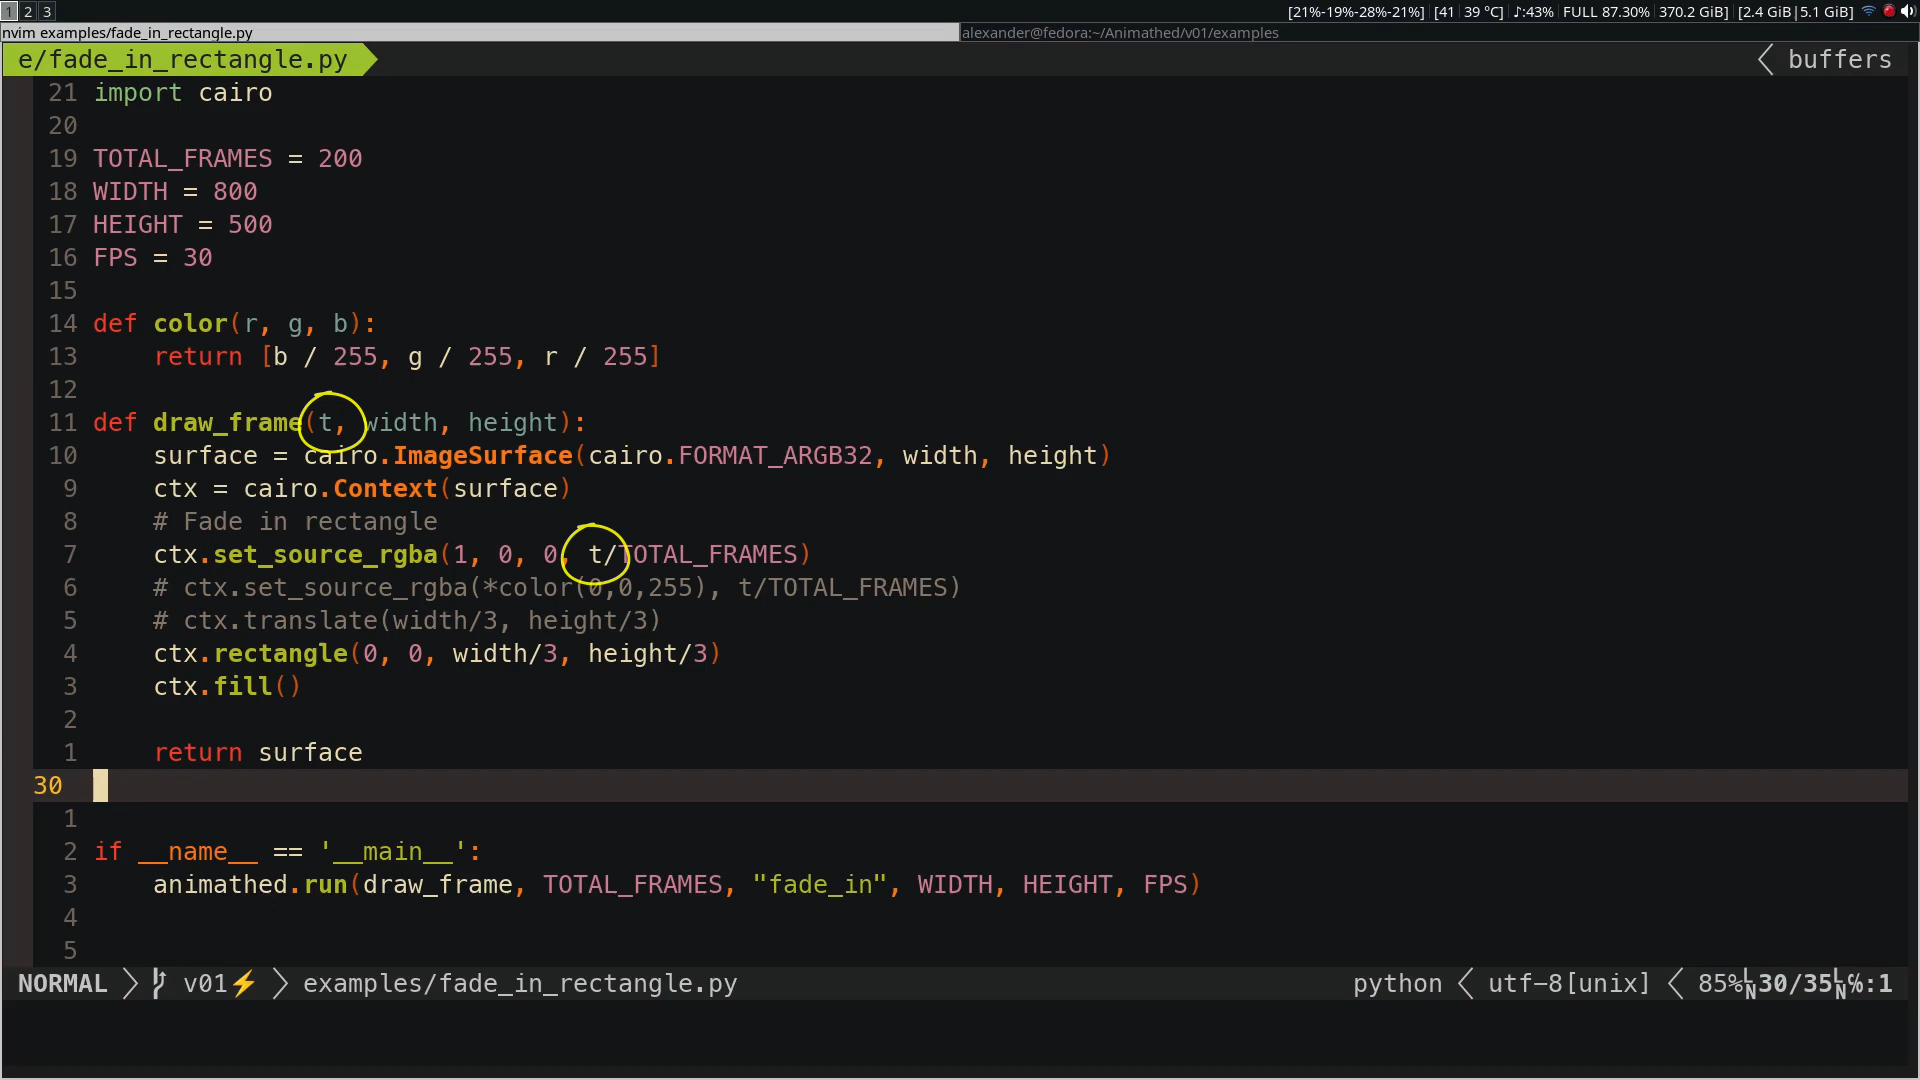 1 2 3 [21%-19%-28%-21%] [41 39 °C] ♪:43% FULL 87.30% 370.2 GiB] [2.4 GiB|5.1 GiB]
nvim examples/fade_in_rectangle.py alexander@fedora:~/Animathed/v01/examples
e/fade_in_rectangle.py buffers
21 import cairo
20
19 TOTAL_FRAMES = 200
18 WIDTH = 800
17 HEIGHT = 500
16 FPS = 30
15
14 def color(r, g, b):
13     return [b / 255, g / 255, r / 255]
12
11 def draw_frame(t, width, height):
10     surface = cairo.ImageSurface(cairo.FORMAT_ARGB32, width, height)
9     ctx = cairo.Context(surface)
8     # Fade in rectangle
7     ctx.set_source_rgba(1, 0, 0, t/TOTAL_FRAMES)
6     # ctx.set_source_rgba(*color(0,0,255), t/TOTAL_FRAMES)
5     # ctx.translate(width/3, height/3)
4     ctx.rectangle(0, 0, width/3, height/3)
3     ctx.fill()
2
1     return surface
30
1
2 if __name__ == '__main__':
3     animathed.run(draw_frame, TOTAL_FRAMES, "fade_in", WIDTH, HEIGHT, FPS)
4
5
NORMAL v01⚡ examples/fade_in_rectangle.py python utf-8[unix] 85%␤30/35␤℅:1